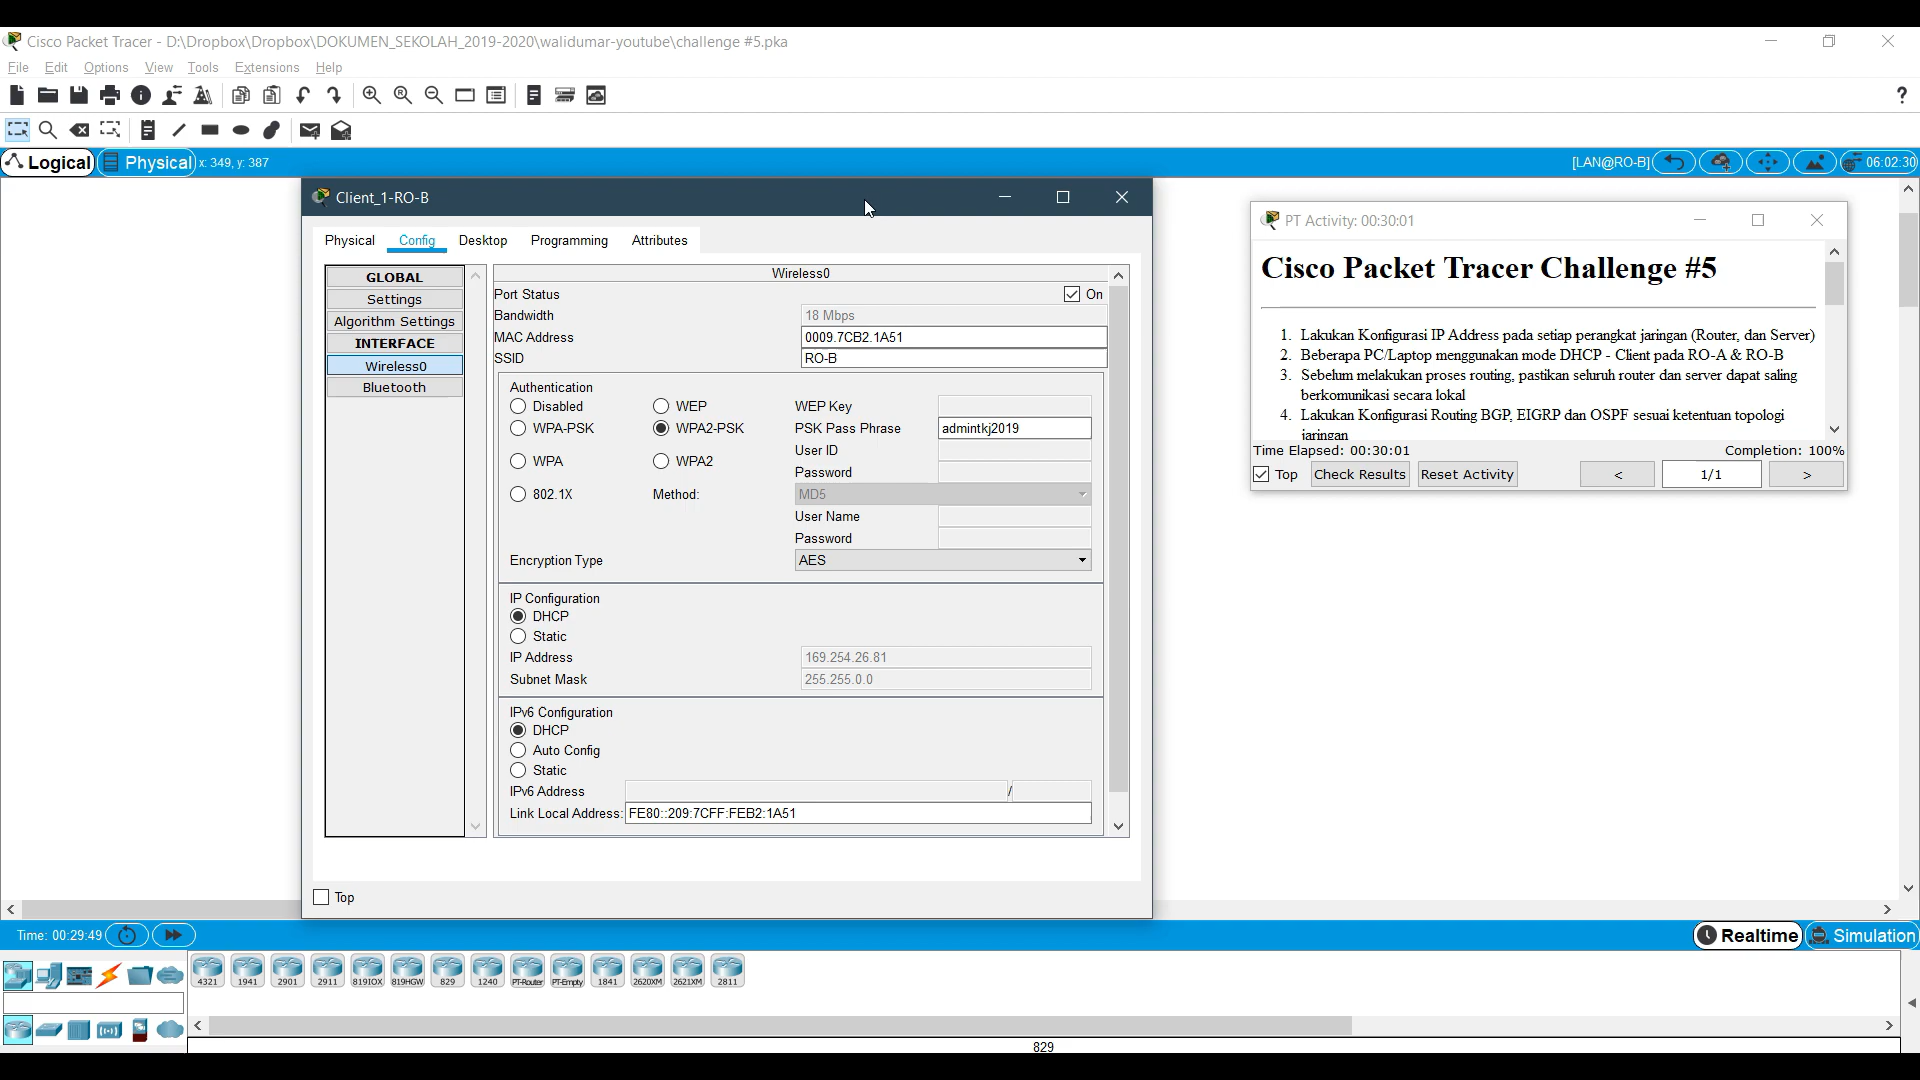 Cisco Packet Tracer - D:\Dropbox\Dropbox\DOKUMEN_SEKOLAH_2019-2020\walidumar-youtube\challenge #5.pka
File Edit Options View Tools Extensions Help
?
Logical Physical x: 349, y: 387 [LAN@RO-B] 06:02:30
Client_1-RO-B
Physical Config Desktop Programming Attributes
GLOBAL
Settings
Algorithm Settings
INTERFACE
Wireless0
Bluetooth
Wireless0
Port Status On
Bandwidth 18 Mbps
MAC Address 0009.7CB2.1A51
SSID RO-B
Authentication
Disabled WEP WEP Key
WPA-PSK WPA2-PSK PSK Pass Phrase admintkj2019
User ID
WPA WPA2
Password
802.1X Method: MD5
User Name
Password
Encryption Type AES
IP Configuration
DHCP
Static
IP Address 169.254.26.81
Subnet Mask 255.255.0.0
IPv6 Configuration
DHCP
Auto Config
Static
IPv6 Address /
Link Local Address: FE80::209:7CFF:FEB2:1A51
Top
PT Activity: 00:30:01
Cisco Packet Tracer Challenge #5
1. Lakukan Konfigurasi IP Address pada setiap perangkat jaringan (Router, dan Server)
2. Beberapa PC/Laptop menggunakan mode DHCP - Client pada RO-A & RO-B
3. Sebelum melakukan proses routing, pastikan seluruh router dan server dapat saling
berkomunikasi secara lokal
4. Lakukan Konfigurasi Routing BGP, EIGRP dan OSPF sesuai ketentuan topologi
jaringan
Time Elapsed: 00:30:01 Completion: 100%
Top Check Results Reset Activity < 1/1 >
Time: 00:29:49 Realtime Simulation
4321 1941 2901 2911 819IOX 819HGW 829 1240 PT-Router PT-Empty 1841 2620XM 2621XM 2811
829